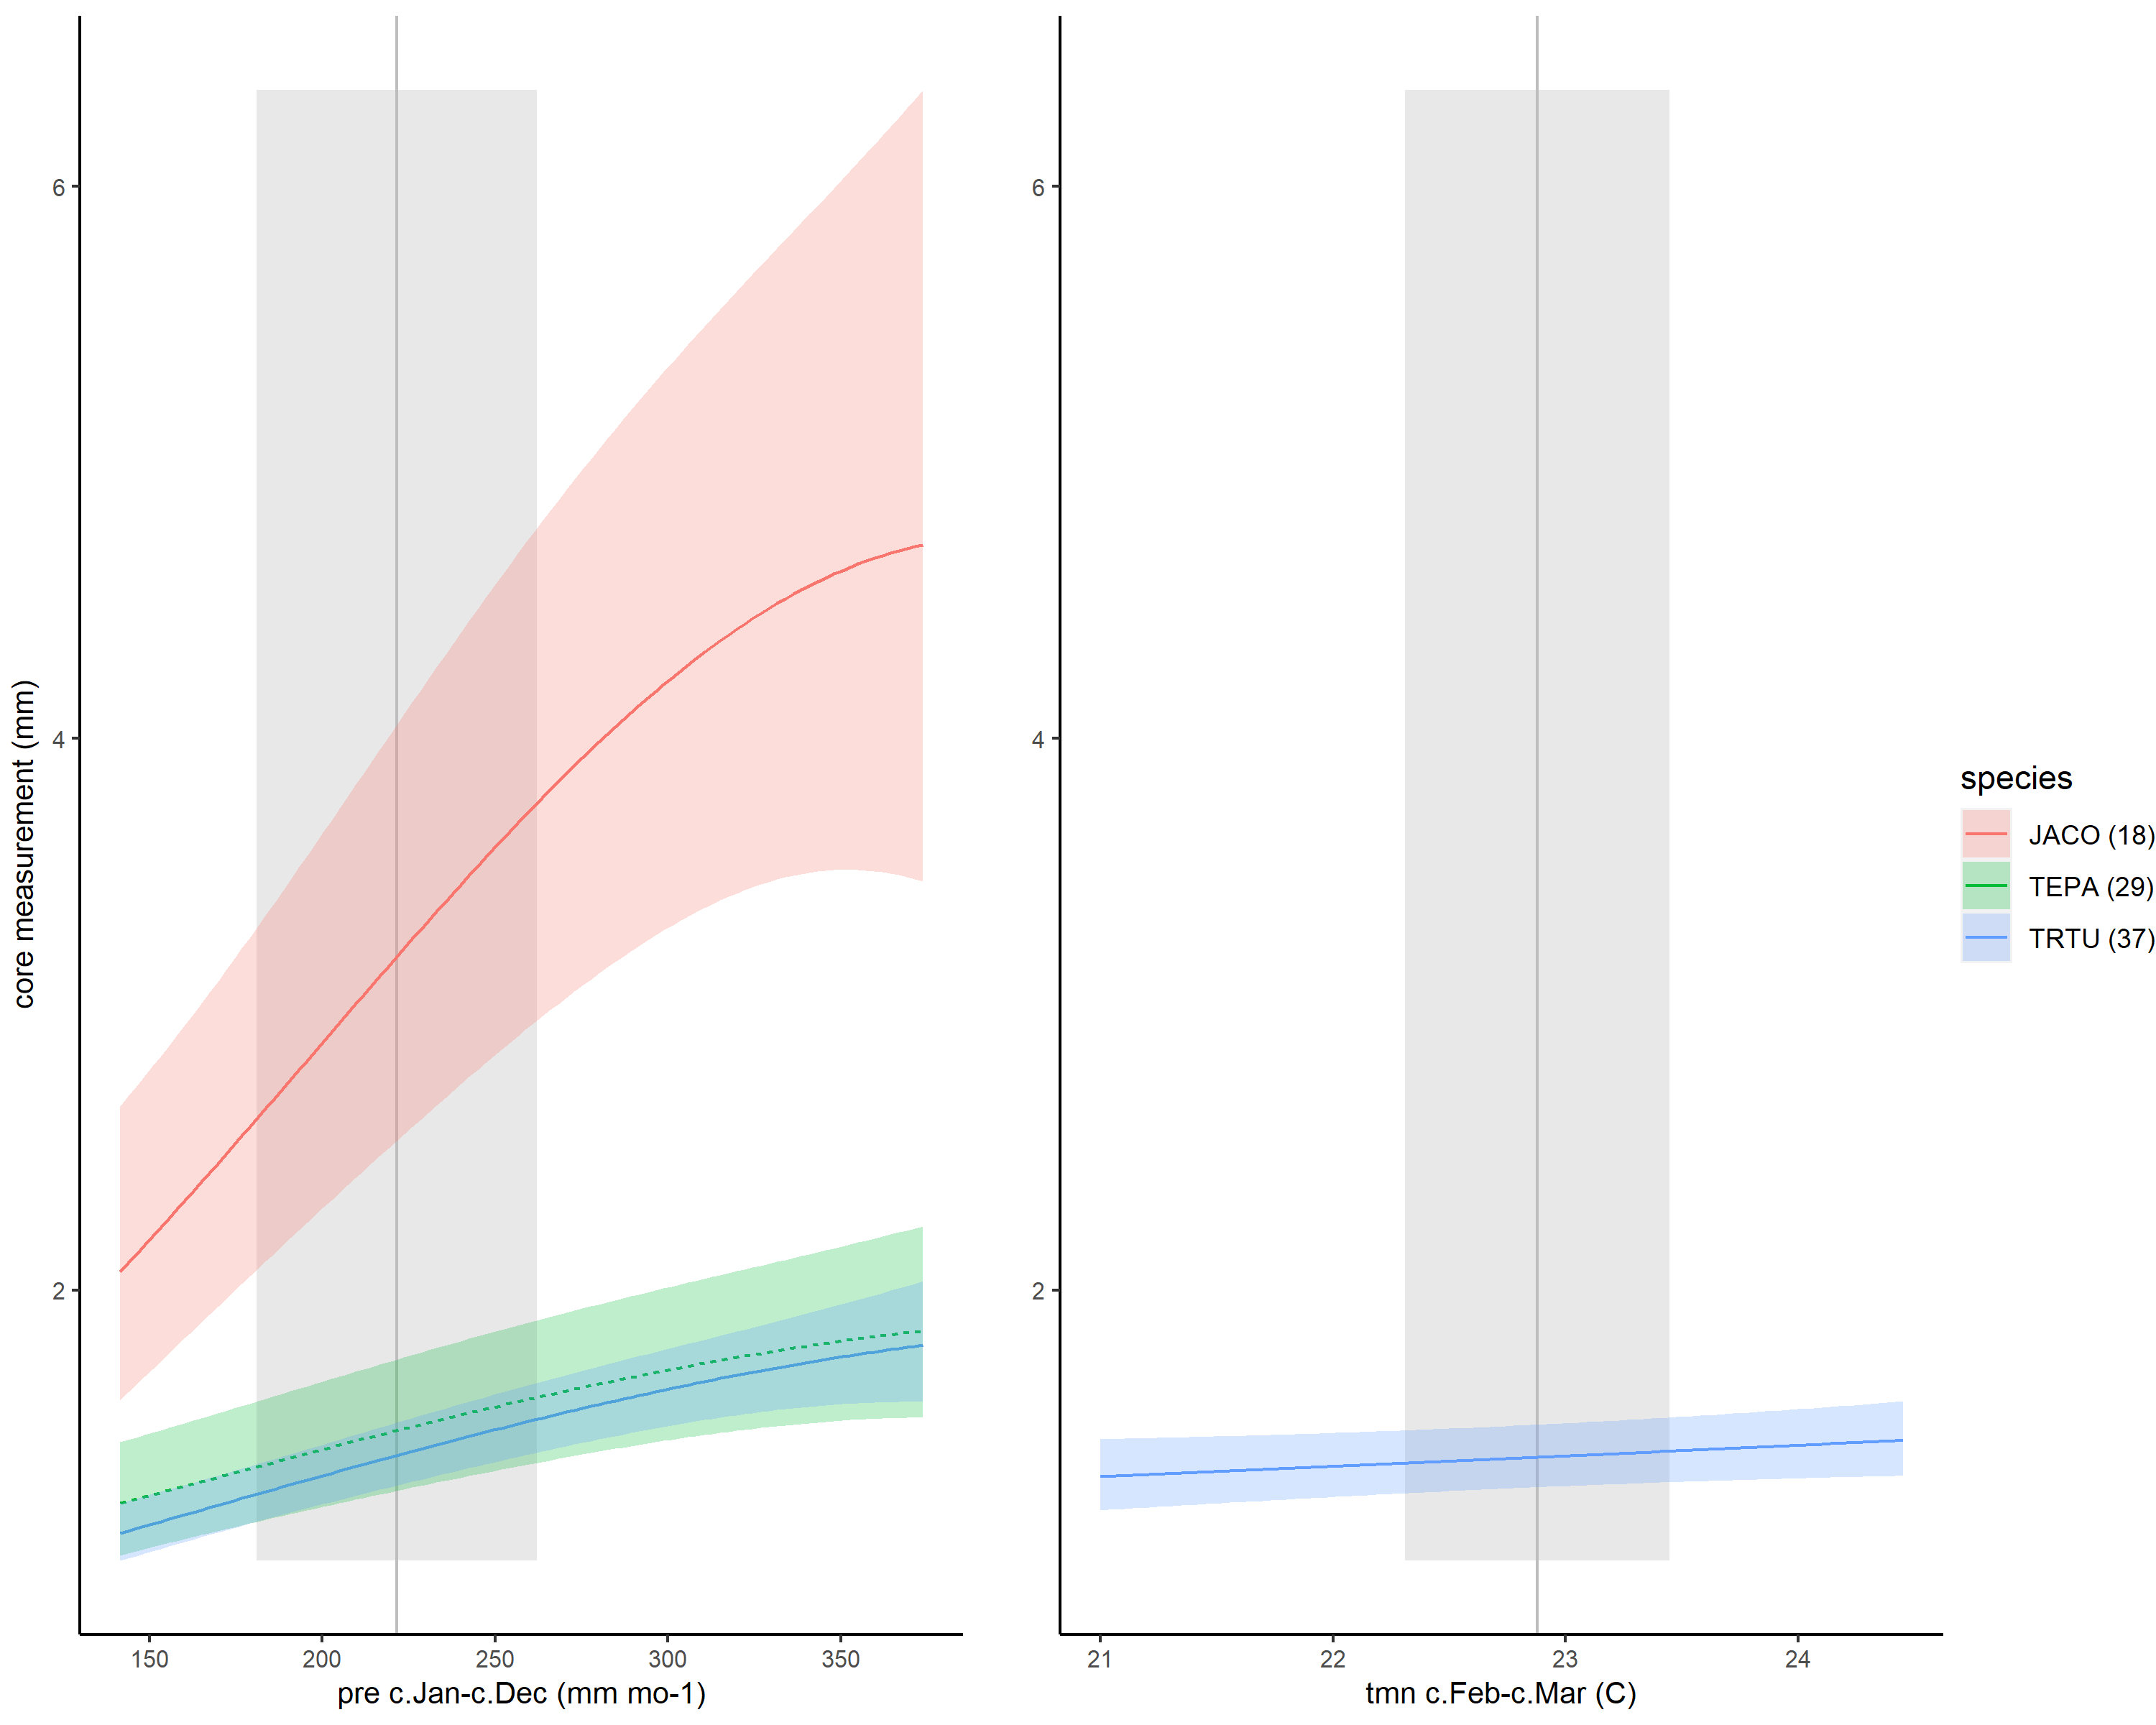 core measurement (mm)
6
4
2
150 200 250 300 350
pre c.Jan-c.Dec (mm mo-1)
6
4
2
21 22 23 24
tmn c.Feb-c.Mar (C)
species
JACO (18)
TEPA (29)
TRTU (37)